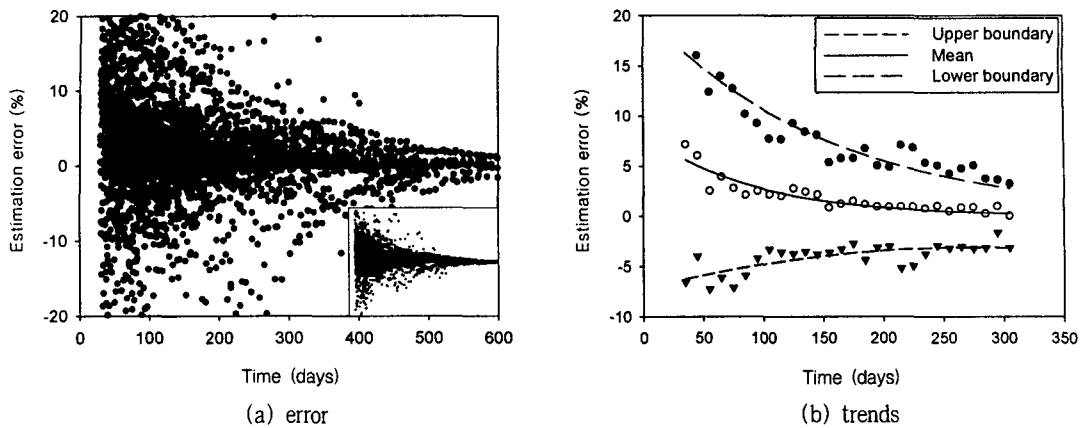 20
10
0
-10
-20
Estimation error (%)
0 100 200 300 400 500 600
Time (days)
(a) error
20
15
10
5
0
-5
-10
Estimation error (%)
Upper boundary
Mean
Lower boundary
0 50 100 150 200 250 300 350
Time (days)
(b) trends